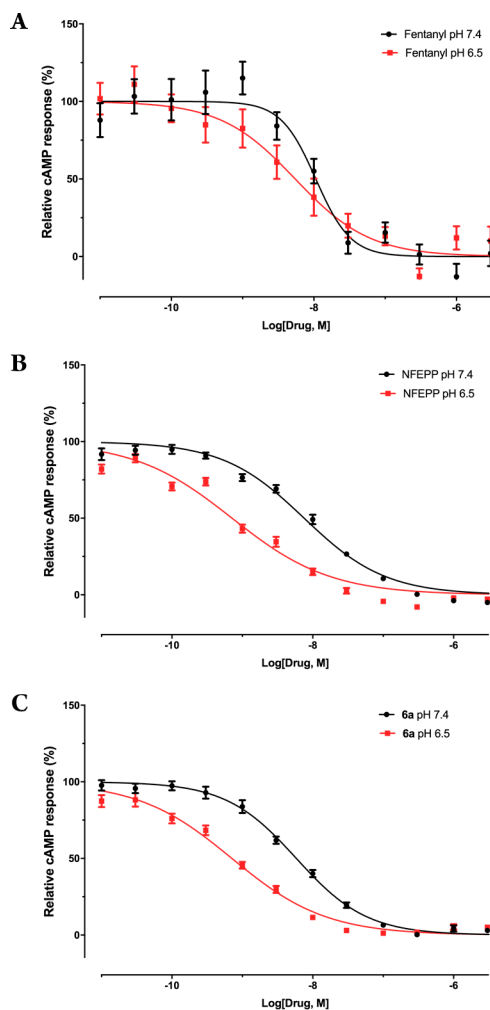 A
Fentanyl pH 7.4
Fentanyl pH 6.5
Relative cAMP response (%)
150
100
50
0
-10
-8
-6
Log[Drug, M]
B
NFEPP pH 7.4
NFEPP pH 6.5
Relative cAMP response (%)
150
100
50
0
-10
-8
-6
Log[Drug, M]
C
6a pH 7.4
6a pH 6.5
Relative cAMP response (%)
150
100
50
0
-10
-8
-6
Log[Drug, M]